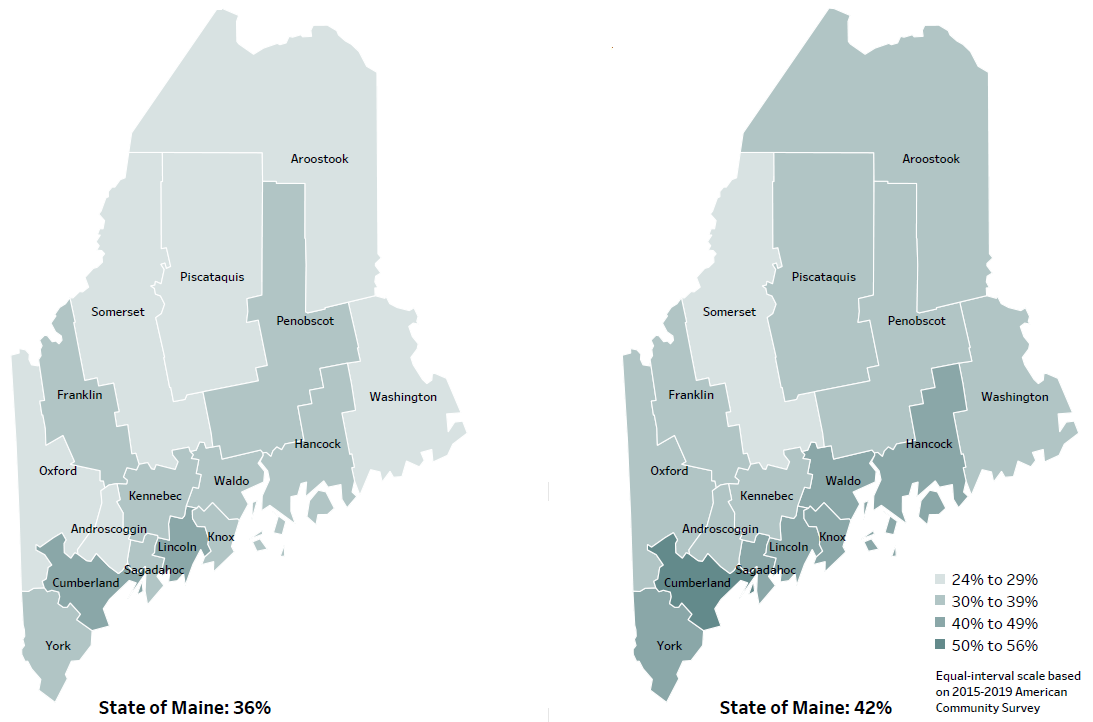 Aroostook
Piscataquis
Somerset
Penobscot
Franklin
Washington
Hancock
Oxford
Waldo
Kennebec
Androscoggin
Knox
Lincoln
Sagadahoc
Cumberland
York
State of Maine: 36%
Aroostook
Piscataquis
Somerset
Penobscot
Franklin
Washington
Hancock
Oxford
Waldo
Kennebec
Androscoggin
Knox
Lincoln
Sagadahoc
Cumberland
York
State of Maine: 42%
24% to 29%
30% to 39%
40% to 49%
50% to 56%
Equal-interval scale based
on 2015-2019 American
Community Survey